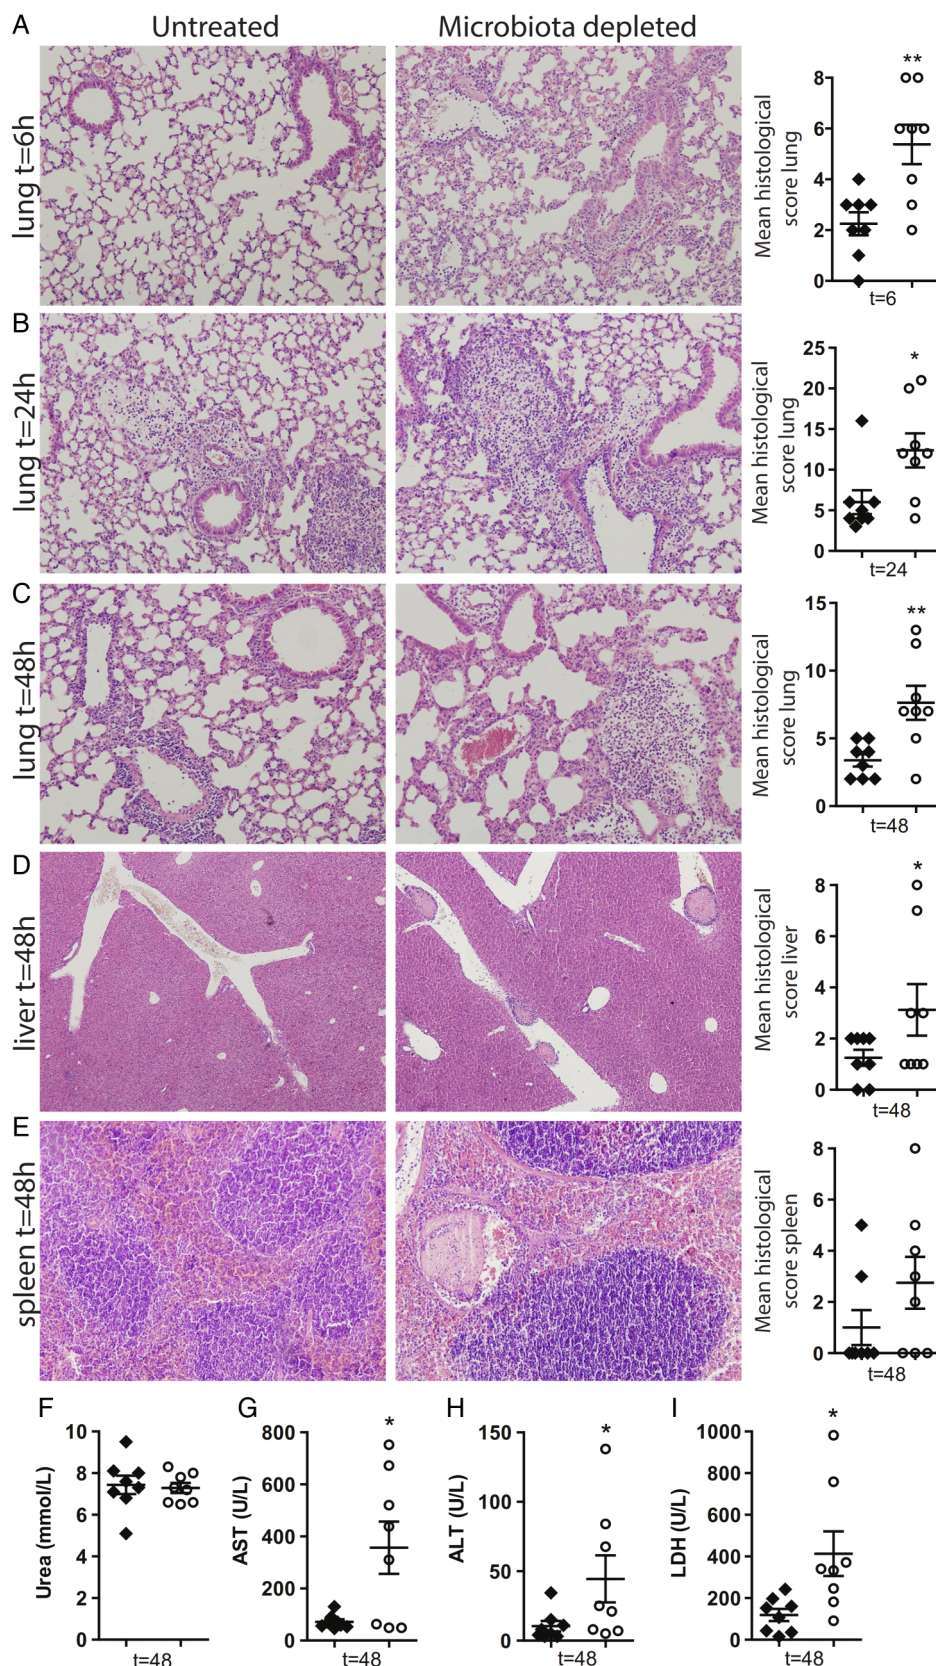 A Untreated Microbiota depleted
lung t=6h
Mean histological
score lung
8
6
4
2
0
**
t=6
B
lung t=24h
Mean histological
score lung
25
20
15
10
5
0
*
t=24
C
lung t=48h
Mean histological
score lung
15
10
5
0
**
t=48
D
liver t=48h
Mean histological
score liver
8
6
4
2
0
*
t=48
E
spleen t=48h
Mean histological
score spleen
8
6
4
2
0
t=48
F
Urea (mmol/L)
10
8
6
4
2
0
t=48
G
AST (U/L)
800
600
400
200
0
*
t=48
H
ALT (U/L)
150
100
50
0
*
t=48
I
LDH (U/L)
1000
800
600
400
200
0
*
t=48